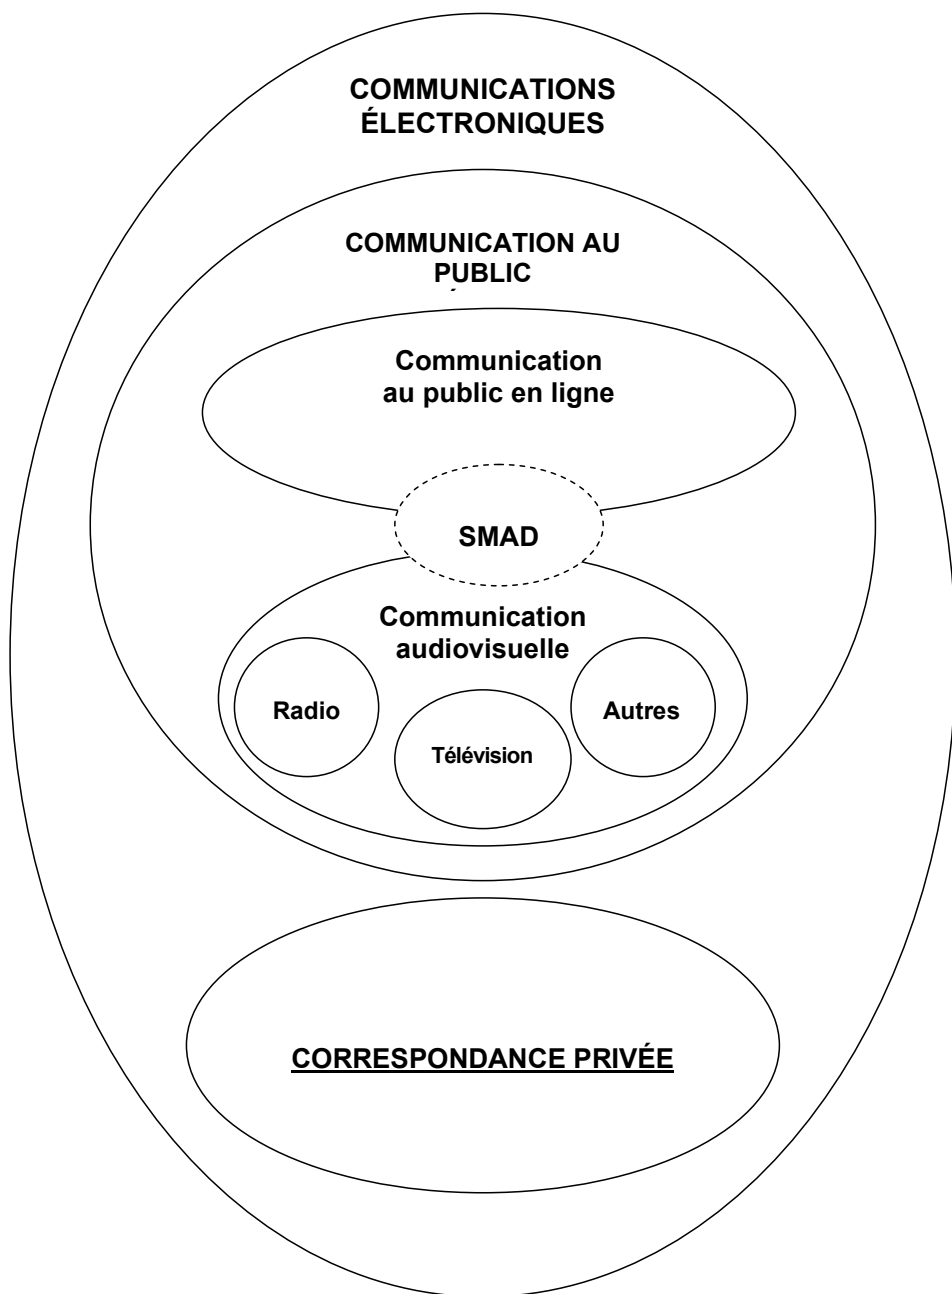 COMMUNICATIONS
ÉLECTRONIQUES
COMMUNICATION AU
PUBLIC
Communication
au public en ligne
SMAD
Communication
audiovisuelle
Radio
Télévision
Autres
CORRESPONDANCE PRIVÉE